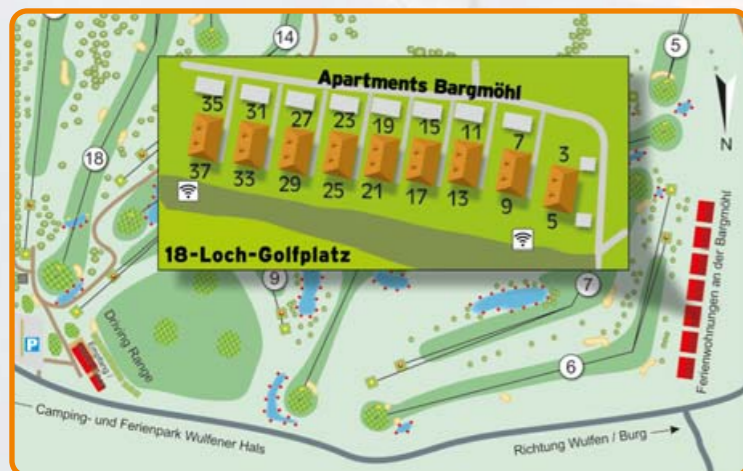 14
5
Apartments Bargmöhl
35 31 27 23 19 15 11 7 3
37 33 29 25 21 17 13 9 5
18-Loch-Golfplatz
18
N
9
7
6
P
Driving Range
Empfang
Ferienwohnungen an der Bargmöhl
Camping- und Ferienpark Wulfener Hals
Richtung Wulfen / Burg